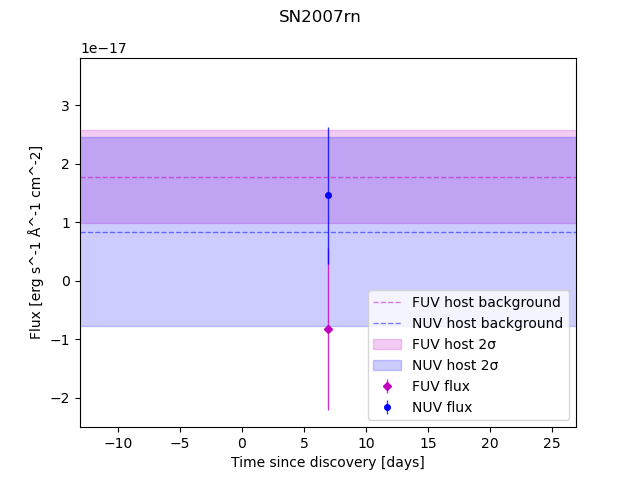 SN2007rn
1e−17
3
2
1
0
−1
−2
Flux [erg s^-1 Å^-1 cm^-2]
−10
−5
0
5
10
15
20
25
Time since discovery [days]
FUV host background
NUV host background
FUV host 2σ
NUV host 2σ
FUV flux
NUV flux